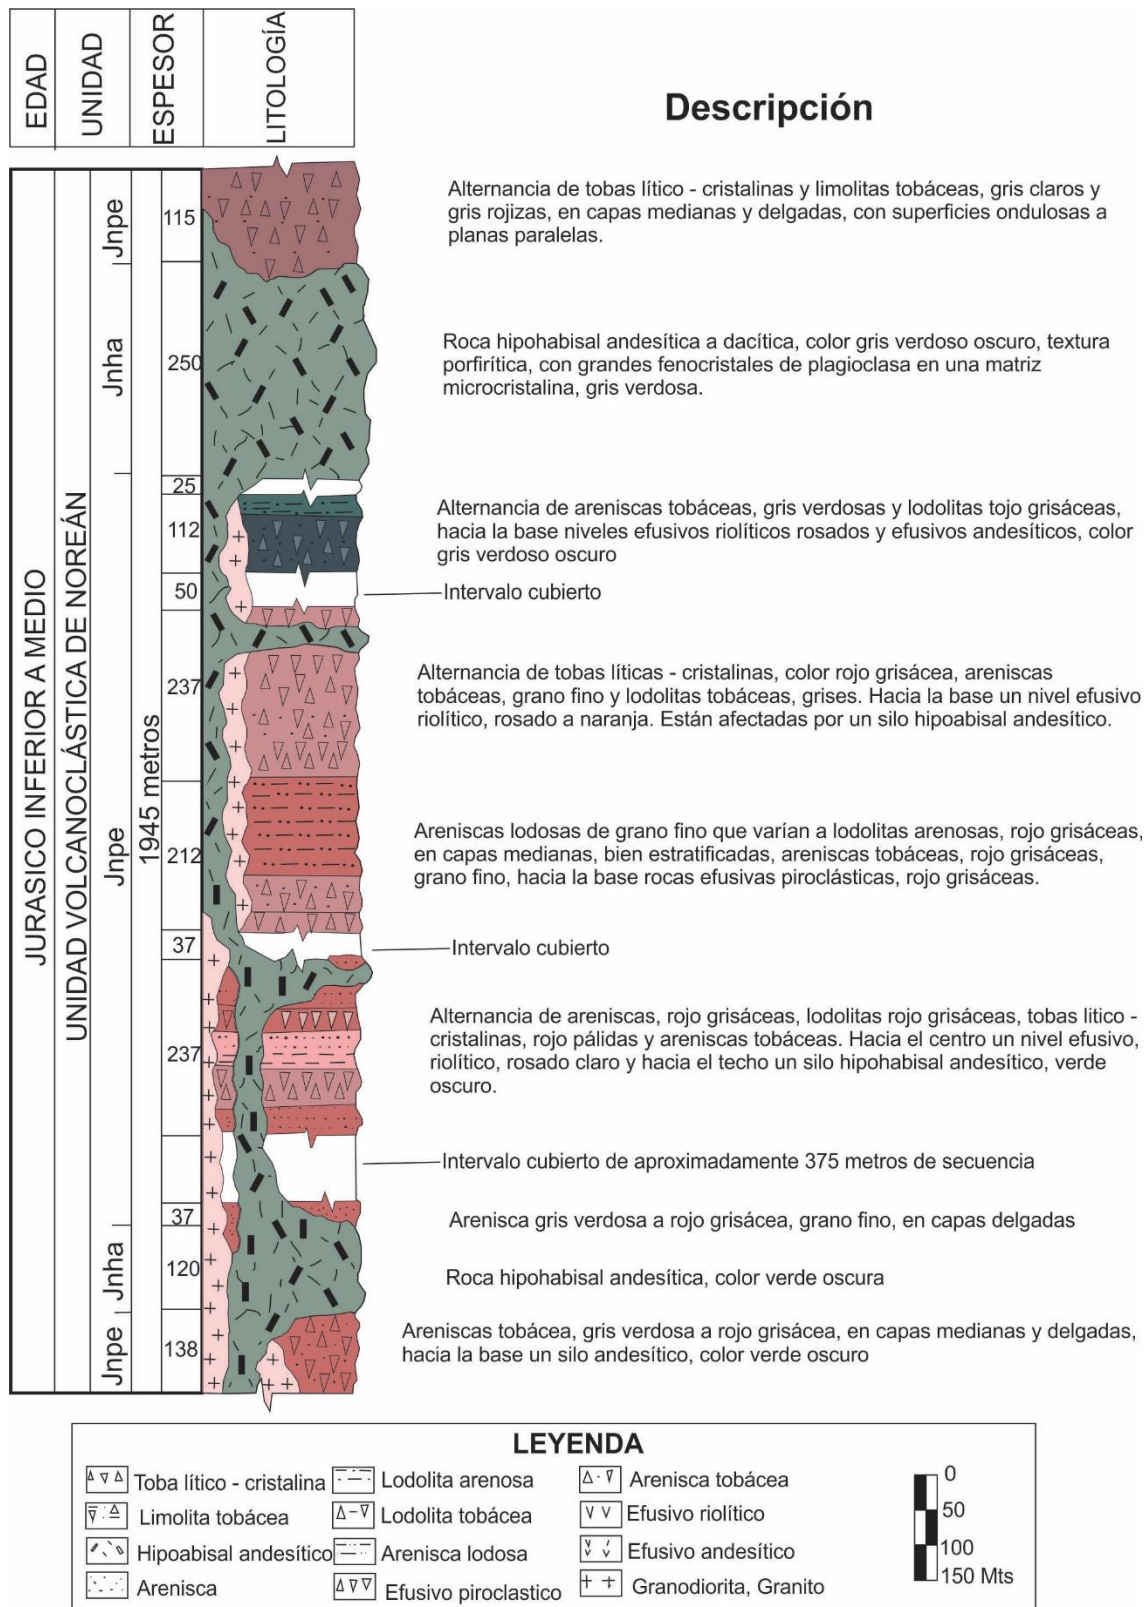 EDAD
UNIDAD
ESPESOR
LITOLOGÍA
Descripción
JURASICO INFERIOR A MEDIO
UNIDAD VOLCANOCLÁSTICA DE NOREÁN
1945 metros
Jnpe
115
Alternancia de tobas lítico - cristalinas y limolitas tobáceas, gris claros y
gris rojizas, en capas medianas y delgadas, con superficies ondulosas a
planas paralelas.
Jnha
250
Roca hipohabisal andesítica a dacítica, color gris verdoso oscuro, textura
porfirítica, con grandes fenocristales de plagioclasa en una matriz
microcristalina, gris verdosa.
Jnpe
25
112
Alternancia de areniscas tobáceas, gris verdosas y lodolitas tojo grisáceas,
hacia la base niveles efusivos riolíticos rosados y efusivos andesíticos, color
gris verdoso oscuro
50
Intervalo cubierto
237
Alternancia de tobas líticas - cristalinas, color rojo grisácea, areniscas
tobáceas, grano fino y lodolitas tobáceas, grises. Hacia la base un nivel efusivo
riolítico, rosado a naranja. Están afectadas por un silo hipoabisal andesítico.
212
Areniscas lodosas de grano fino que varían a lodolitas arenosas, rojo grisáceas,
en capas medianas, bien estratificadas, areniscas tobáceas, rojo grisáceas,
grano fino, hacia la base rocas efusivas piroclásticas, rojo grisáceas.
37
Intervalo cubierto
237
Alternancia de areniscas, rojo grisáceas, lodolitas rojo grisáceas, tobas litico -
cristalinas, rojo pálidas y areniscas tobáceas. Hacia el centro un nivel efusivo,
riolítico, rosado claro y hacia el techo un silo hipohabisal andesítico, verde
oscuro.
Intervalo cubierto de aproximadamente 375 metros de secuencia
37
Arenisca gris verdosa a rojo grisácea, grano fino, en capas delgadas
Jnha
120
Roca hipohabisal andesítica, color verde oscura
Jnpe
138
Areniscas tobácea, gris verdosa a rojo grisácea, en capas medianas y delgadas,
hacia la base un silo andesítico, color verde oscuro
LEYENDA
Toba lítico - cristalina
Limolita tobácea
Hipoabisal andesítico
Arenisca
Lodolita arenosa
Lodolita tobácea
Arenisca lodosa
Efusivo piroclastico
Arenisca tobácea
Efusivo riolítico
Efusivo andesítico
Granodiorita, Granito
0
50
100
150 Mts